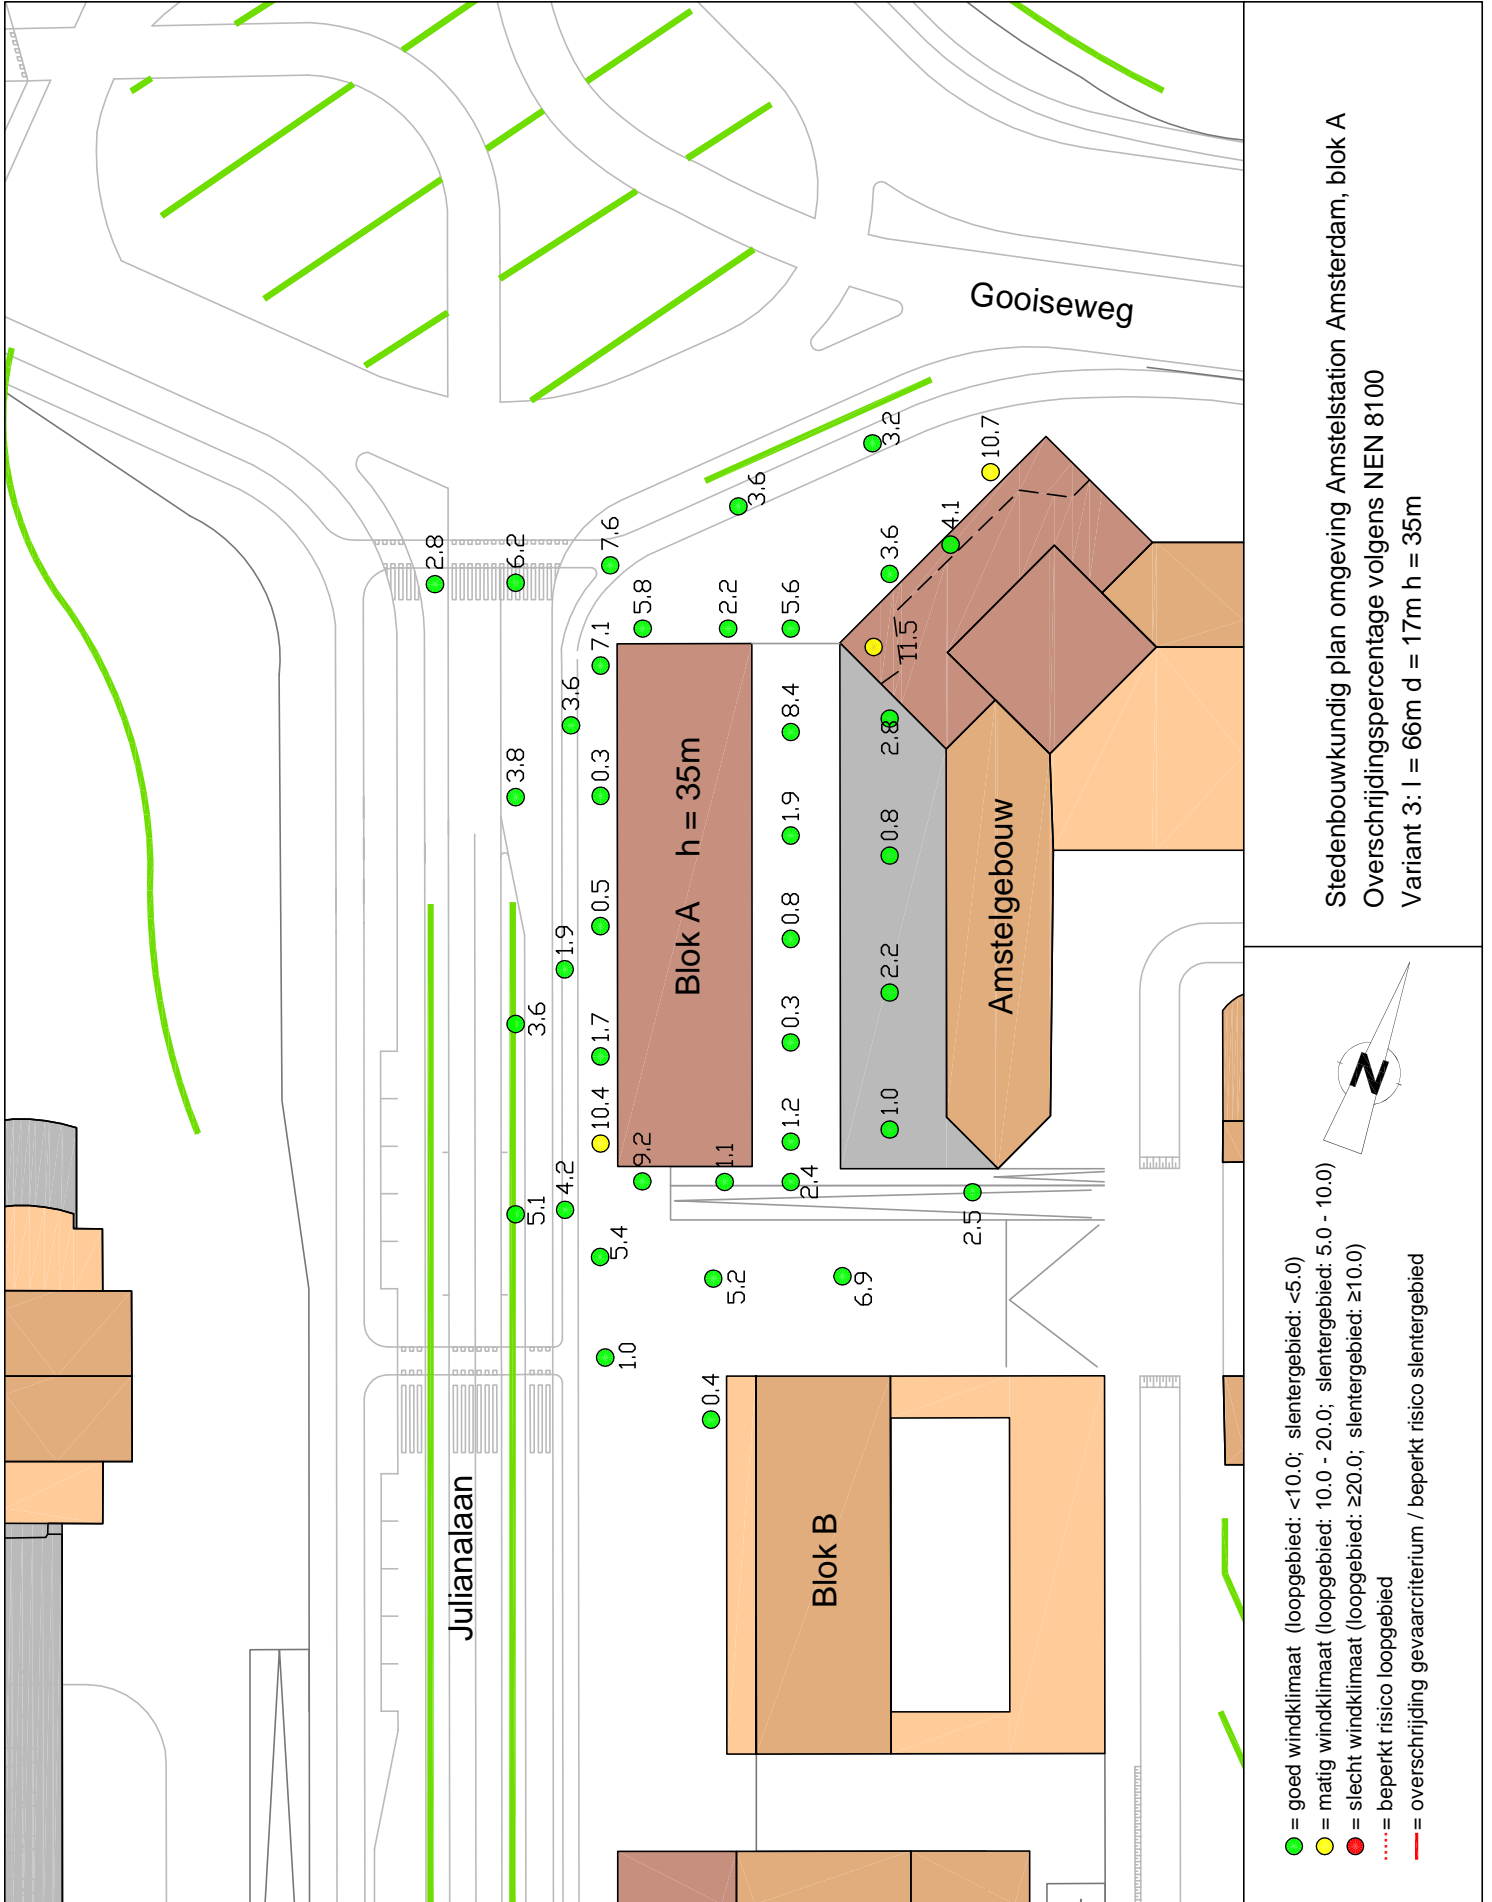 Stedenbouwkundig plan omgeving Amstelstation Amsterdam, blok A
Overschrijdingspercentage volgens NEN 8100
Variant 3: l = 66m d = 17m h = 35m
= goed windklimaat (loopgebied: <10.0; slentergebied: <5.0)
= matig windklimaat (loopgebied: 10.0 - 20.0; slentergebied: 5.0 - 10.0)
= slecht windklimaat (loopgebied: ≥20.0; slentergebied: ≥10.0)
= beperkt risico loopgebied
= overschrijding gevaarcriterium / beperkt risico slentergebied
N
Gooiseweg
Julianalaan
Blok A h = 35m
Amstelgebouw
Blok B
2.8
6.2
7.6
3.6
3.2
10.7
4.1
3.6
11.5
5.8
2.2
5.6
7.1
3.6
3.8
0.3
0.5
1.9
3.6
1.7
10.4
9.2
1.1
2.4
4.2
5.1
5.4
5.2
6.9
2.5
1.0
0.4
8.4
1.9
0.8
0.3
1.2
2.8
0.8
2.2
1.0